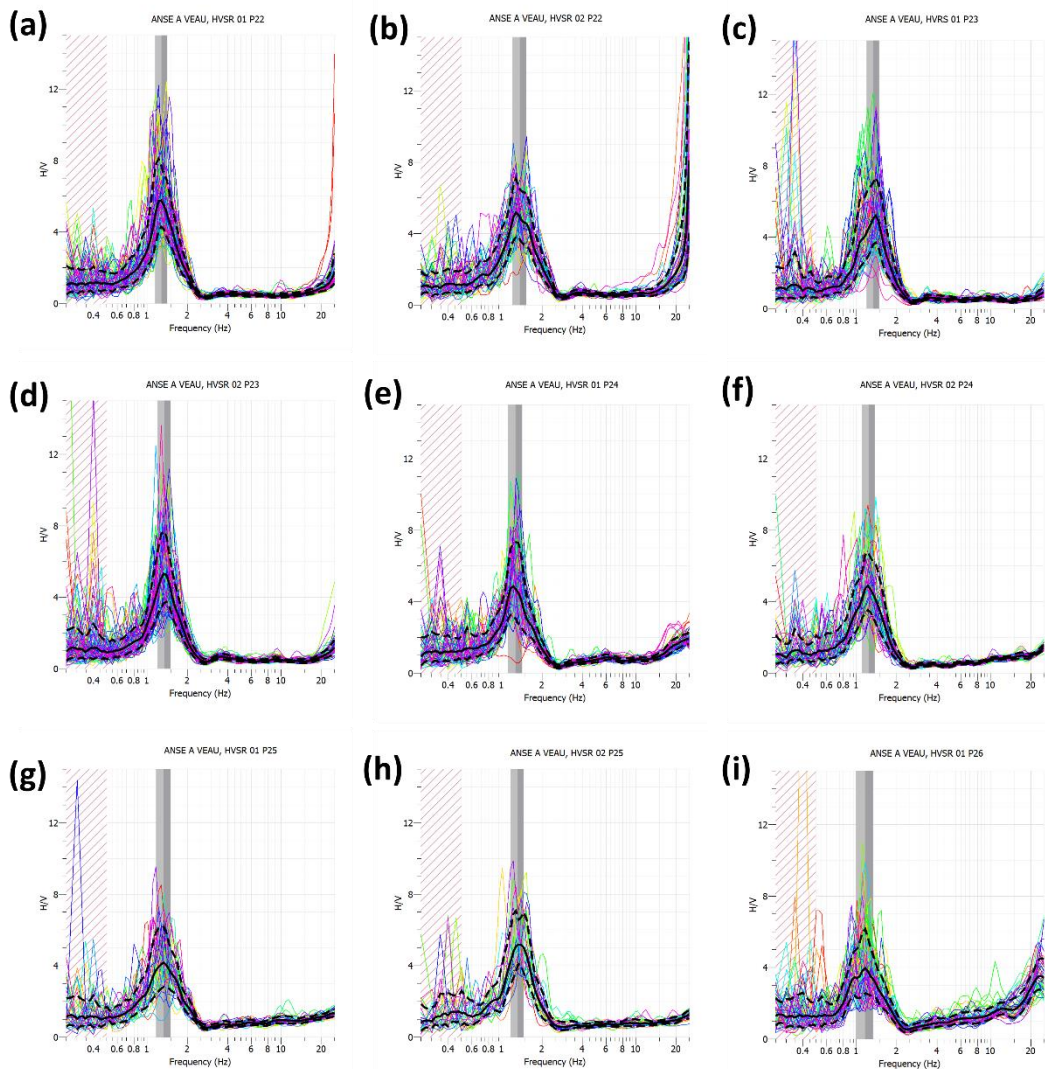 (a)
ANSE A VEAU, HVSR 01 P22
12
8
4
0
H/V
0.4 0.6 0.8 1 2 4 6 8 10 20
Frequency (Hz)
(b)
ANSE A VEAU, HVSR 02 P22
12
8
4
0
H/V
0.4 0.6 0.8 1 2 4 6 8 10 20
Frequency (Hz)
(c)
ANSE A VEAU, HVRS 01 P23
12
8
4
0
H/V
0.4 0.6 0.8 1 2 4 6 8 10 20
Frequency (Hz)
(d)
ANSE A VEAU, HVSR 02 P23
12
8
4
0
H/V
0.4 0.6 0.8 1 2 4 6 8 10 20
Frequency (Hz)
(e)
ANSE A VEAU, HVSR 01 P24
12
8
4
0
H/V
0.4 0.6 0.8 1 2 4 6 8 10 20
Frequency (Hz)
(f)
ANSE A VEAU, HVSR 02 P24
12
8
4
0
H/V
0.4 0.6 0.8 1 2 4 6 8 10 20
Frequency (Hz)
(g)
ANSE A VEAU, HVSR 01 P25
12
8
4
0
H/V
0.4 0.6 0.8 1 2 4 6 8 10 20
Frequency (Hz)
(h)
ANSE A VEAU, HVSR 02 P25
12
8
4
0
H/V
0.4 0.6 0.8 1 2 4 6 8 10 20
Frequency (Hz)
(i)
ANSE A VEAU, HVSR 01 P26
12
8
4
0
H/V
0.4 0.6 0.8 1 2 4 6 8 10 20
Frequency (Hz)